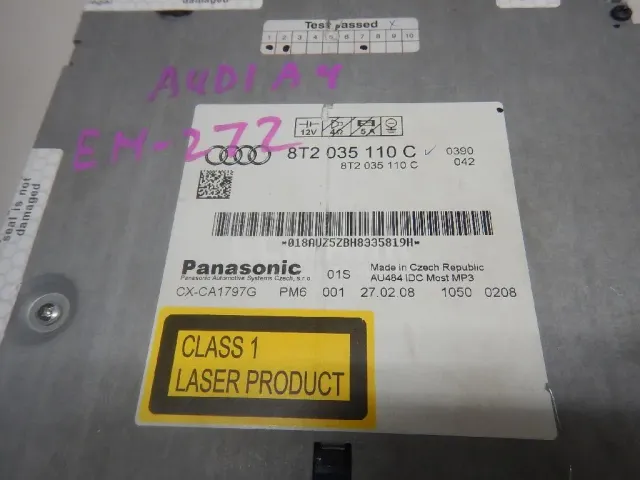 damaged
Test passed
1 2 3 4 5 6 7 8 9 10
AUDI A4
EM-272
12V 4Ω 5A
8T2 035 110 C 0390
8T2 035 110 C 042
*018AUZ5ZBH8335819H*
Panasonic 01S Made in Czech Republic
Panasonic Automotive Systems Czech, s.r.o. AU484 IDC Most MP3
CX-CA1797G PM6 001 27.02.08 1050 0208
CLASS 1
LASER PRODUCT
seal is not
damaged